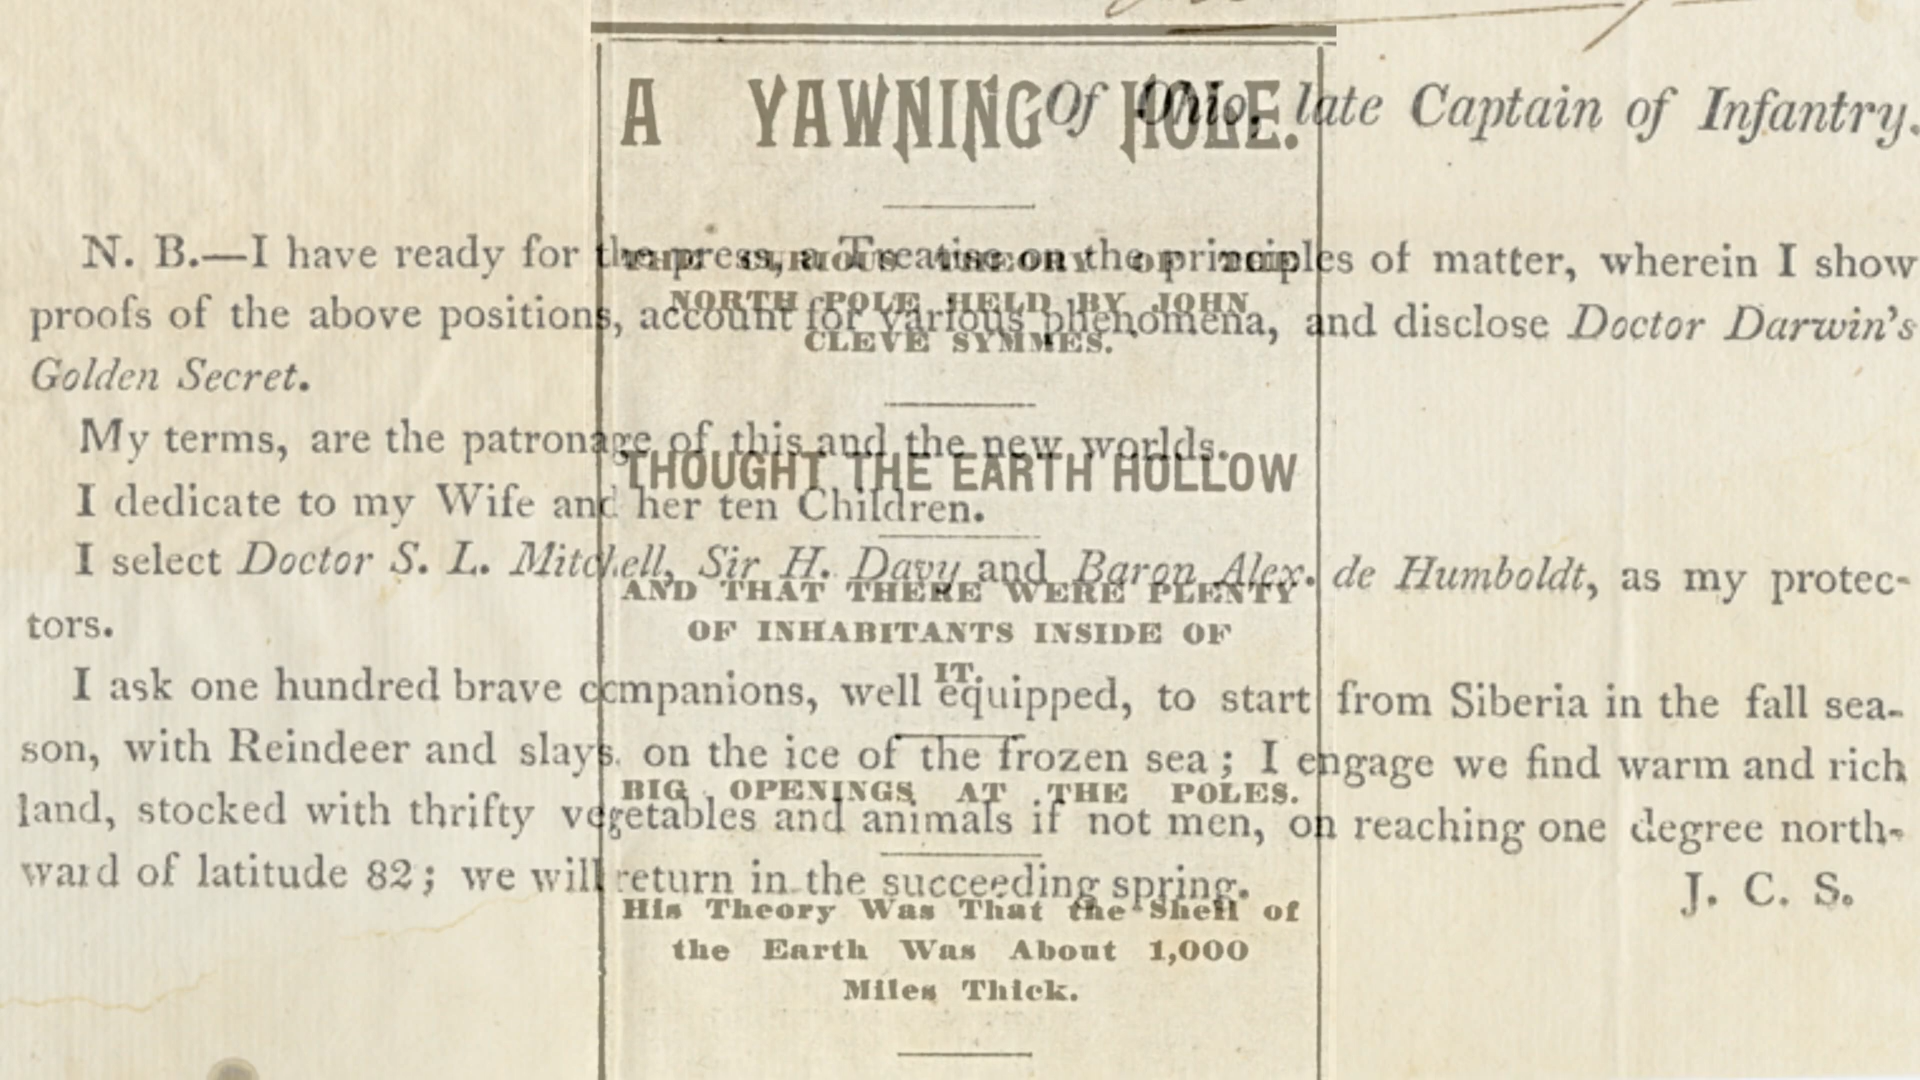 Of Ohio, late Captain of Infantry.
N. B.—I have ready for the press, a Treatise on the principles of matter, wherein I show
proofs of the above positions, account for various phenomena, and disclose Doctor Darwin's
Golden Secret.
My terms, are the patronage of this and the new worlds.
I dedicate to my Wife and her ten Children.
I select Doctor S. L. Mitchell, Sir H. Davy and Baron Alex. de Humboldt, as my protec-
tors.
I ask one hundred brave companions, well equipped, to start from Siberia in the fall sea-
son, with Reindeer and slays, on the ice of the frozen sea; I engage we find warm and rich
land, stocked with thrifty vegetables and animals if not men, on reaching one degree north-
ward of latitude 82; we will return in the succeeding spring.
J. C. S.
A YAWNING HOLE.
THE CURIOUS THEORY OF THE
NORTH POLE HELD BY JOHN
CLEVE SYMMES.
THOUGHT THE EARTH HOLLOW
AND THAT THERE WERE PLENTY
OF INHABITANTS INSIDE OF
IT.
BIG OPENINGS AT THE POLES.
His Theory Was That the Shell of
the Earth Was About 1,000
Miles Thick.